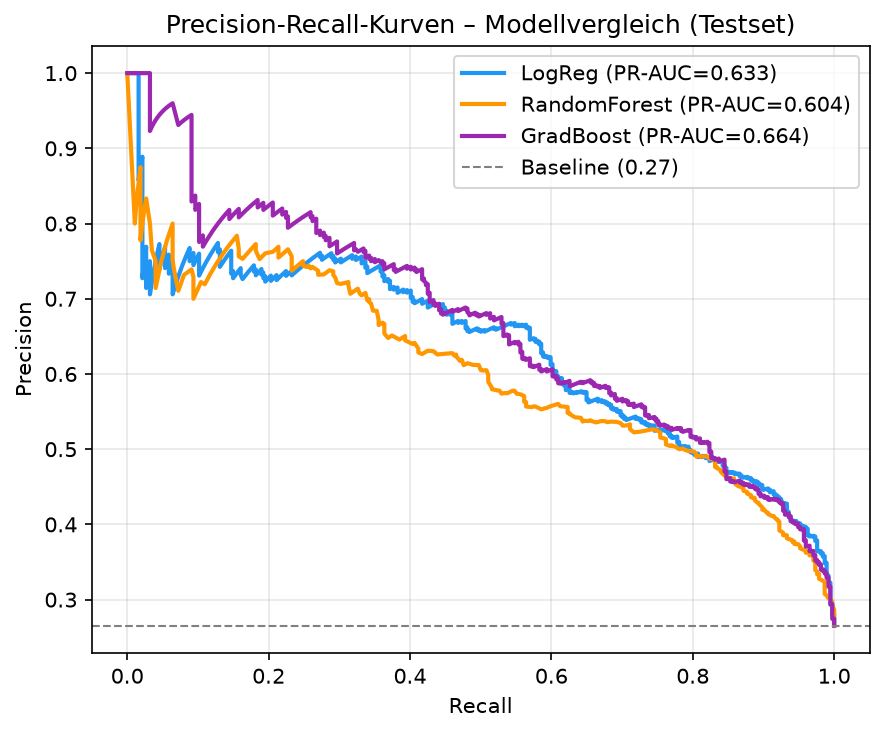 Precision-Recall-Kurven – Modellvergleich (Testset)
LogReg (PR-AUC=0.633)
RandomForest (PR-AUC=0.604)
GradBoost (PR-AUC=0.664)
Baseline (0.27)
Precision
1.0
0.9
0.8
0.7
0.6
0.5
0.4
0.3
0.0 0.2 0.4 0.6 0.8 1.0
Recall